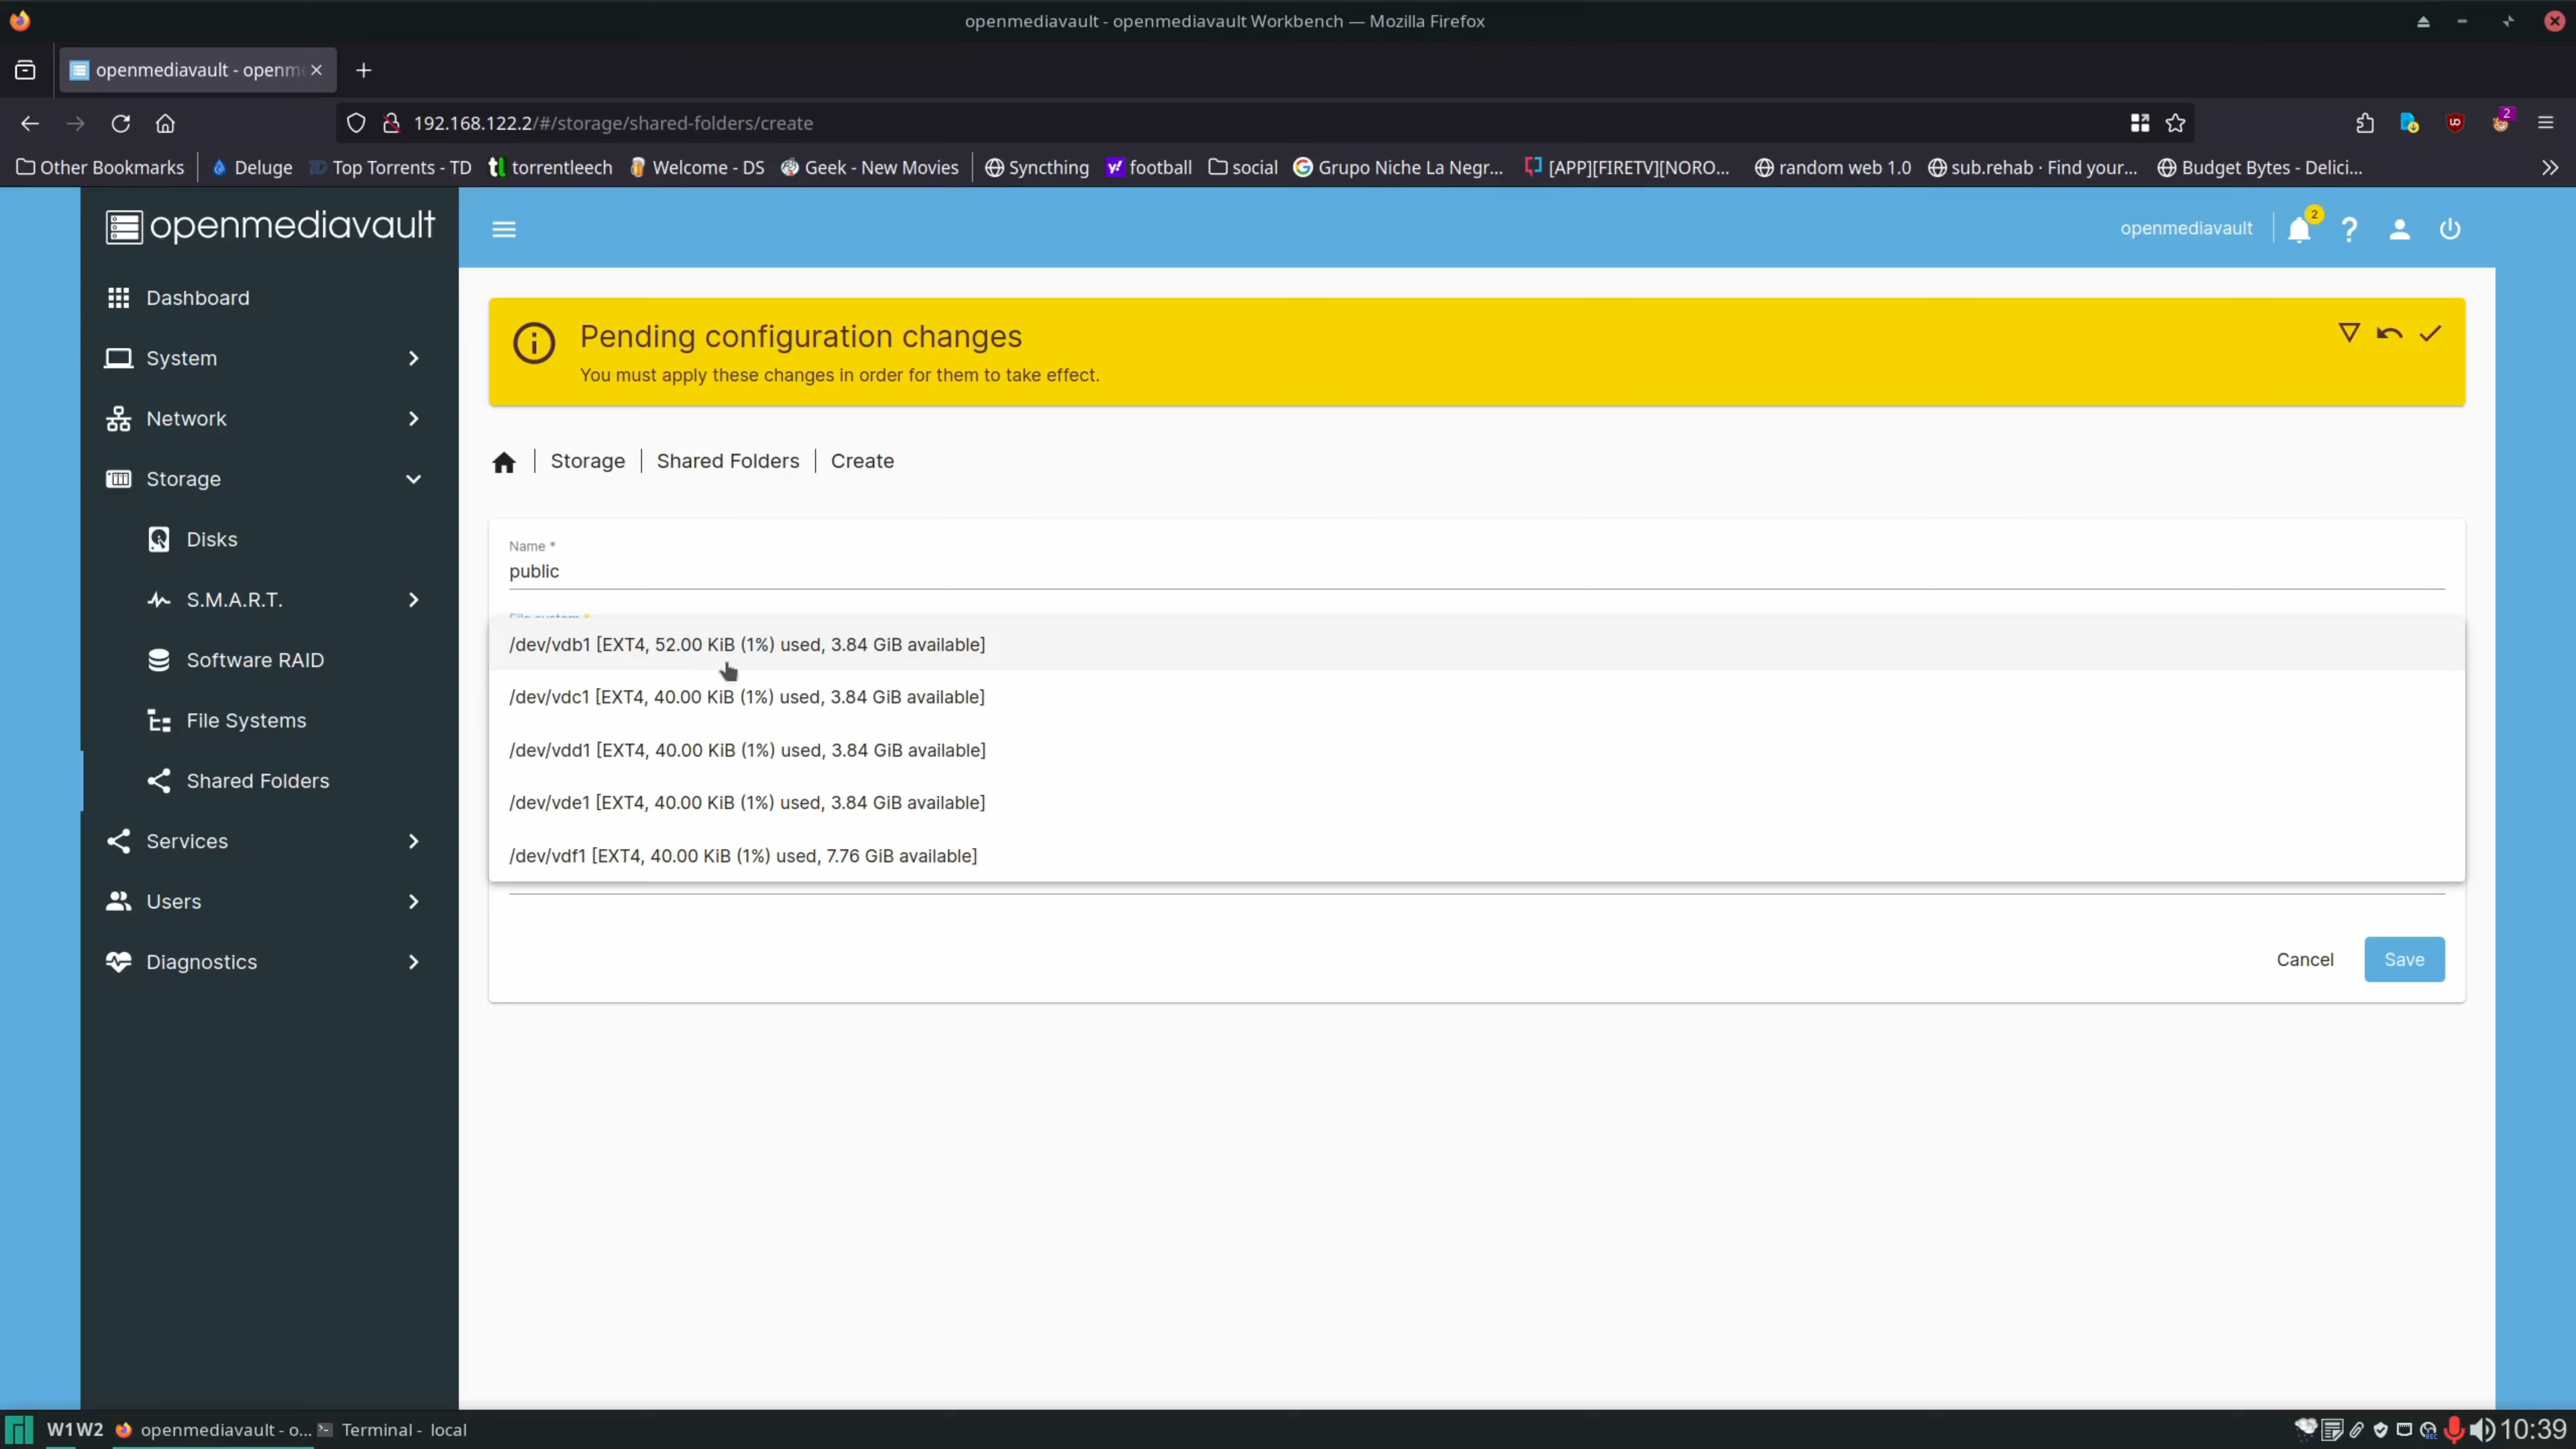 openmediavault - openmediavault Workbench — Mozilla Firefox
openmediavault - openm
192.168.122.2/#/storage/shared-folders/create
2
Other Bookmarks
Deluge
TD Top Torrents - TD
tl torrentleech
Welcome - DS
Geek - New Movies
Syncthing
y! football
social
G Grupo Niche La Negr...
[APP][FIRETV][NORO...
random web 1.0
sub.rehab · Find your...
Budget Bytes - Delici...
openmediavault
openmediavault
2
Dashboard
System
Network
Storage
Disks
S.M.A.R.T.
Software RAID
File Systems
Shared Folders
Services
Users
Diagnostics
Pending configuration changes
You must apply these changes in order for them to take effect.
Storage | Shared Folders | Create
Name *
public
File system *
/dev/vdb1 [EXT4, 52.00 KiB (1%) used, 3.84 GiB available]
/dev/vdc1 [EXT4, 40.00 KiB (1%) used, 3.84 GiB available]
/dev/vdd1 [EXT4, 40.00 KiB (1%) used, 3.84 GiB available]
/dev/vde1 [EXT4, 40.00 KiB (1%) used, 3.84 GiB available]
/dev/vdf1 [EXT4, 40.00 KiB (1%) used, 7.76 GiB available]
Cancel
Save
W1 W2
openmediavault - o...
Terminal - local
10:39